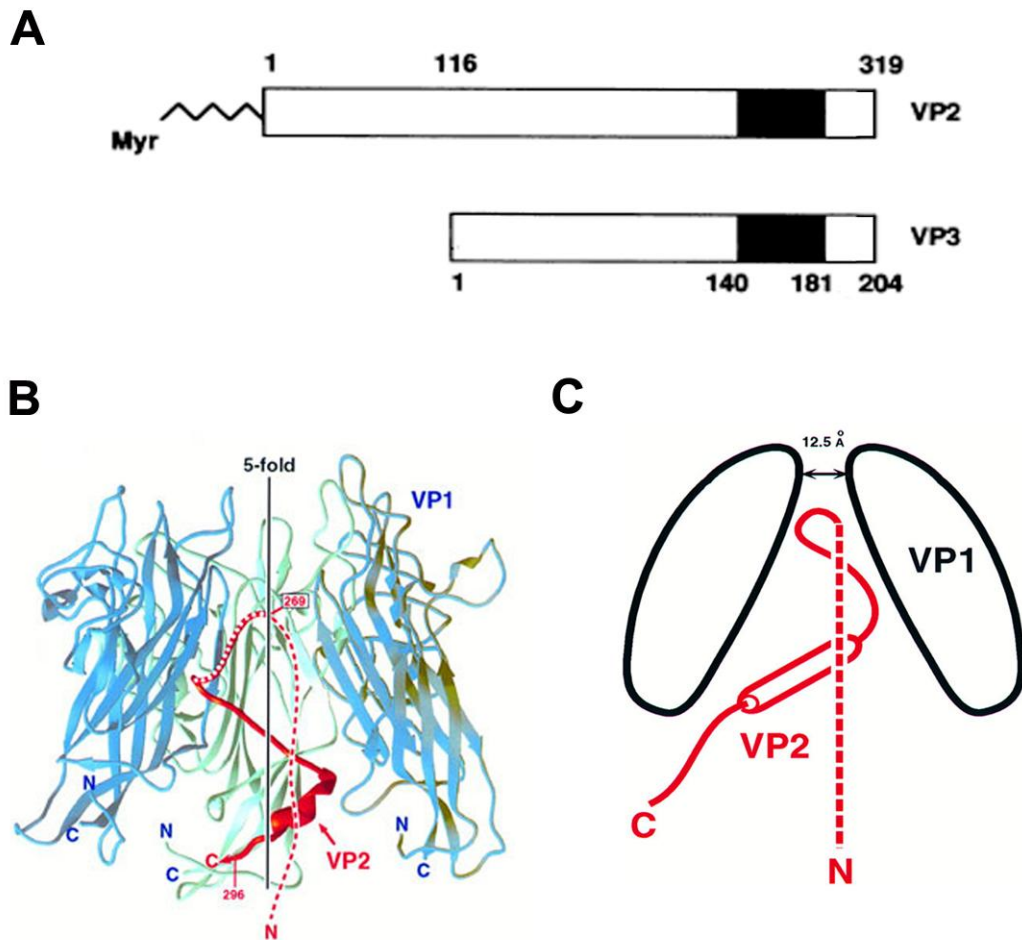 A
1 116 319
Myr VP2
VP3
1 140 181 204
B
5-fold
VP1
269
N
C
N
C
N
C
C
VP2
296
N
C
12.5 Å
VP1
VP2
C
N